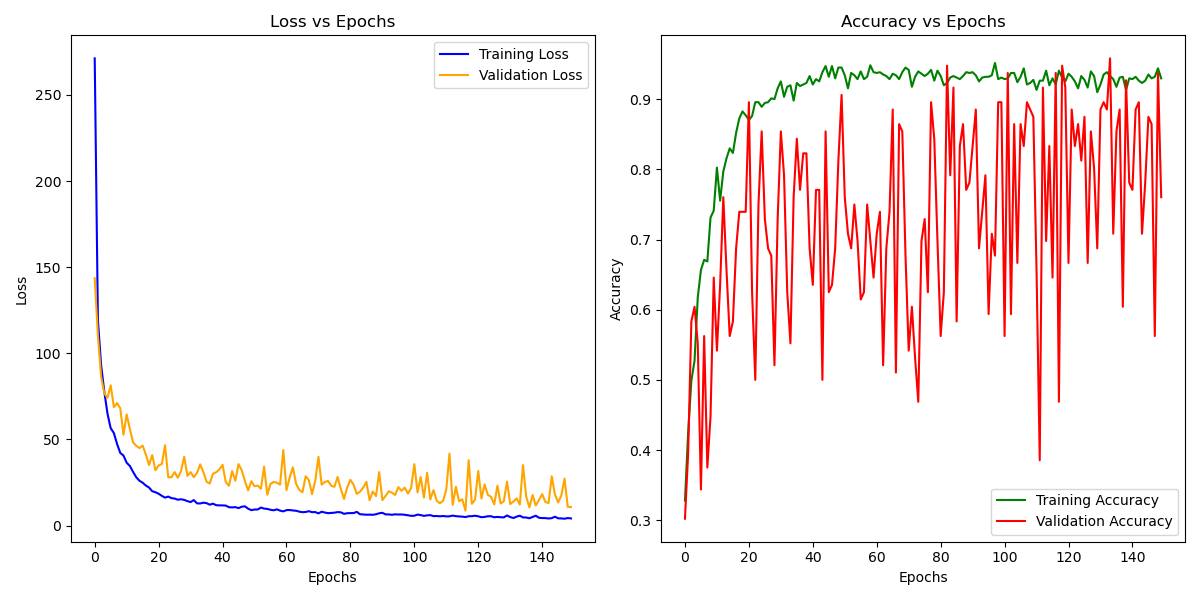 Loss vs Epochs
Training Loss
Validation Loss
250
200
150
100
50
0
Loss
0 20 40 60 80 100 120 140
Epochs
Accuracy vs Epochs
0.9
0.8
0.7
0.6
0.5
0.4
0.3
Accuracy
Training Accuracy
Validation Accuracy
0 20 40 60 80 100 120 140
Epochs